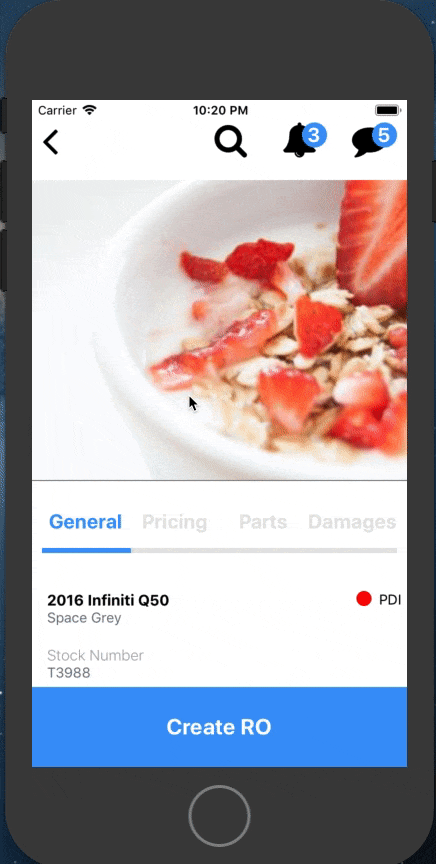 Carrier 10:20 PM
3 5
General Pricing Parts Damages
2016 Infiniti Q50 PDI
Space Grey
Stock Number
T3988
Create RO